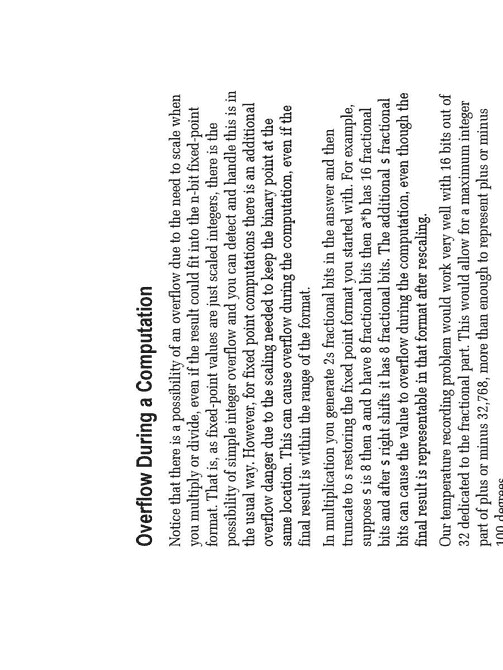 Overflow During a Computation
Notice that there is a possibility of an overflow due to the need to scale when
you multiply or divide, even if the result could fit into the n-bit fixed-point
format. That is, as fixed-point values are just scaled integers, there is the
possibility of simple integer overflow and you can detect and handle this is in
the usual way. However, for fixed point computations there is an additional
overflow danger due to the scaling needed to keep the binary point at the
same location. This can cause overflow during the computation, even if the
final result is within the range of the format.
In multiplication you generate 2s fractional bits in the answer and then
truncate to s restoring the fixed point format you started with. For example,
suppose s is 8 then a and b have 8 fractional bits then a*b has 16 fractional
bits and after s right shifts it has 8 fractional bits. The additional s fractional
bits can cause the value to overflow during the computation, even though the
final result is representable in that format after rescaling.
Our temperature recording problem would work very well with 16 bits out of
32 dedicated to the fractional part. This would allow for a maximum integer
part of plus or minus 32,768, more than enough to represent plus or minus
100 degrees